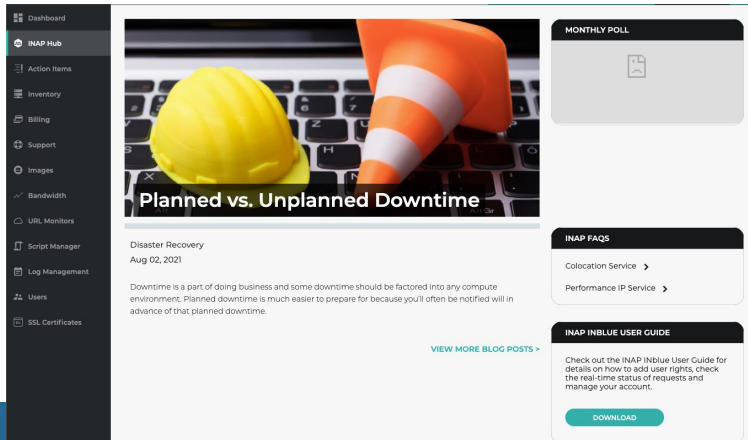 Dashboard
INAP Hub
Action Items
Inventory
Billing
Support
Images
Bandwidth
URL Monitors
Script Manager
Log Management
Users
SSL Certificates
Planned vs. Unplanned Downtime
Disaster Recovery
Aug 02, 2021
Downtime is a part of doing business and some downtime should be factored into any compute
environment. Planned downtime is much easier to prepare for because you'll often be notified will in
advance of that planned downtime.
VIEW MORE BLOG POSTS >
MONTHLY POLL
INAP FAQS
Colocation Service
Performance IP Service
INAP INBLUE USER GUIDE
Check out the INAP INblue User Guide for
details on how to add user rights, check
the real-time status of requests and
manage your account.
DOWNLOAD